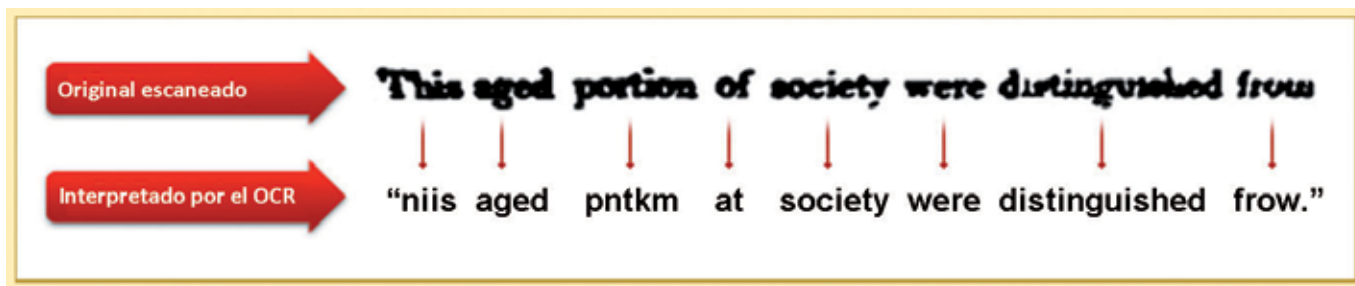 Original escaneado
This aged portion of society were distinguished from
Interpretado por el OCR
“niis aged pntkm at society were distinguished frow.”